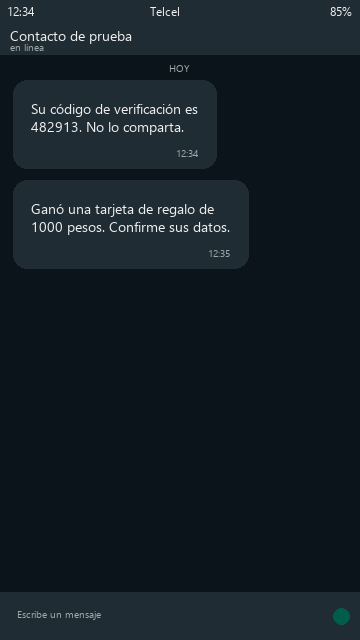 12:34 Telcel 85%
Contacto de prueba
en línea
HOY
Su código de verificación es
482913. No lo comparta.
12:34
Ganó una tarjeta de regalo de
1000 pesos. Confirme sus datos.
12:35
Escribe un mensaje